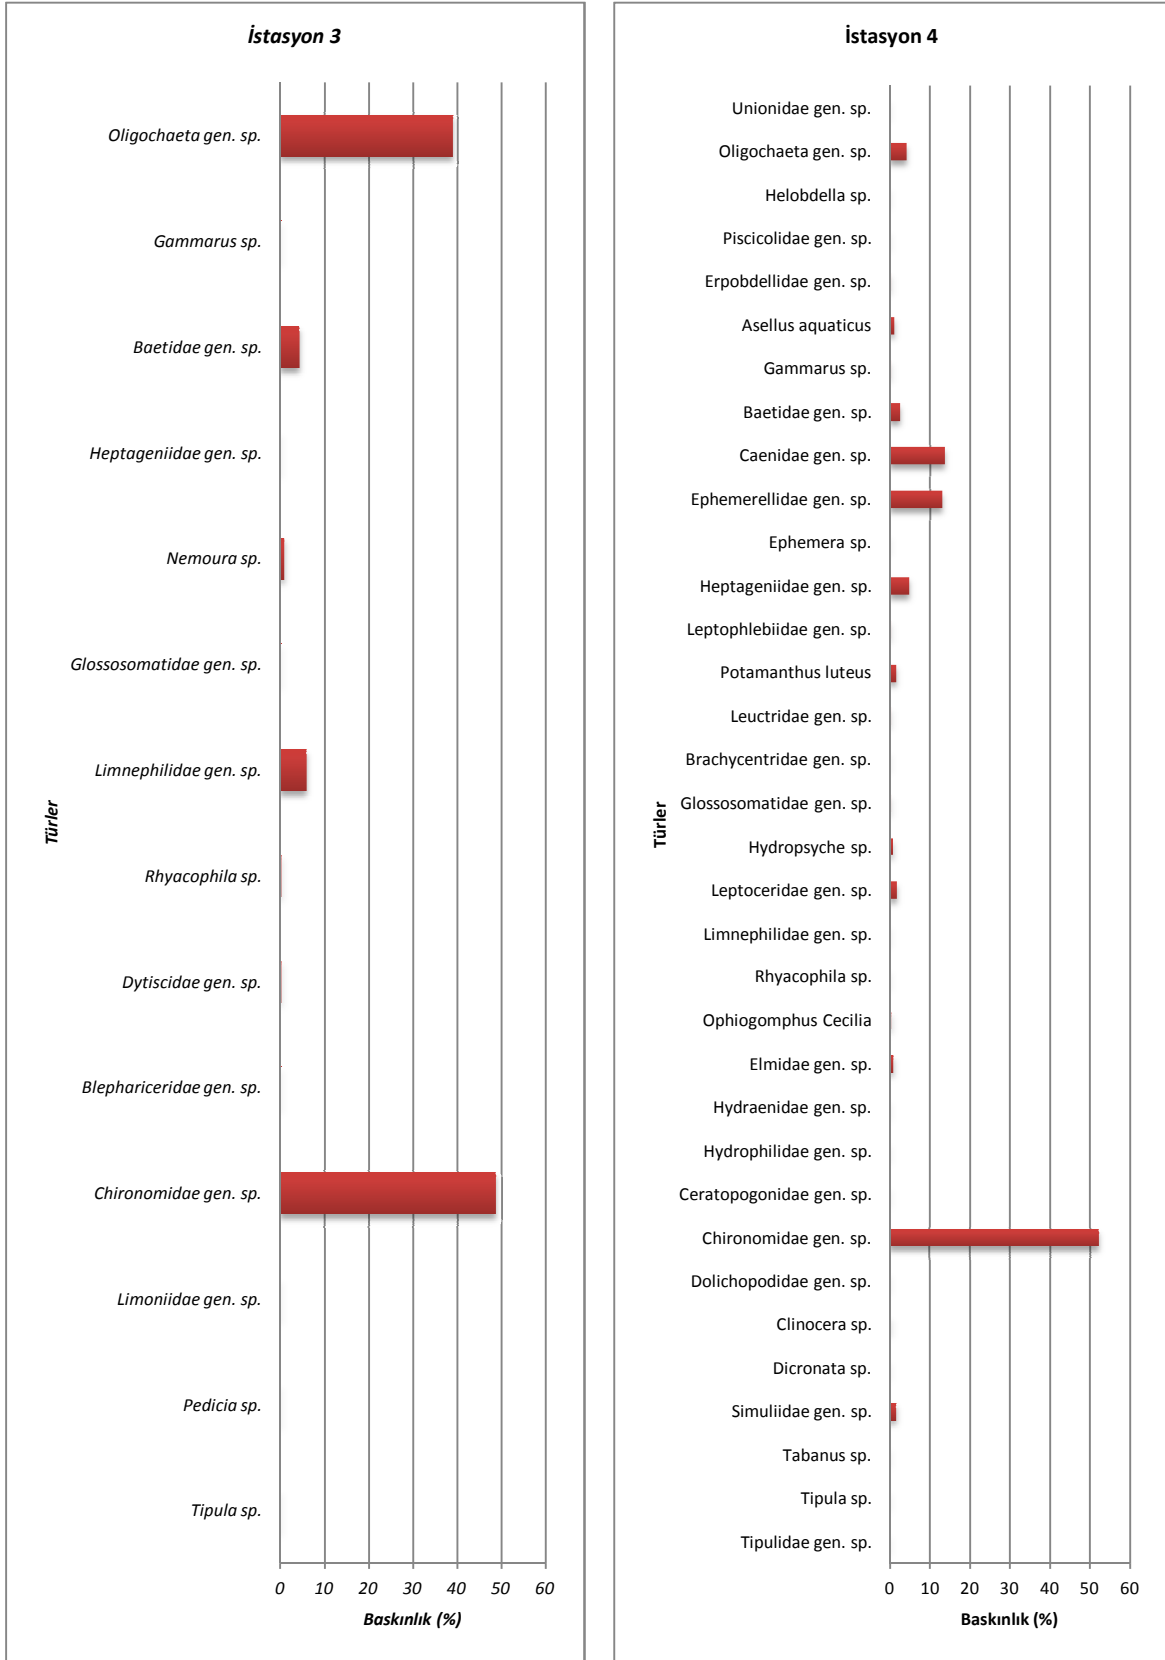 İstasyon 3
Oligochaeta gen. sp.
Gammarus sp.
Baetidae gen. sp.
Heptageniidae gen. sp.
Nemoura sp.
Glossosomatidae gen. sp.
Limnephilidae gen. sp.
Türler
Rhyacophila sp.
Dytiscidae gen. sp.
Blephariceridae gen. sp.
Chironomidae gen. sp.
Limoniidae gen. sp.
Pedicia sp.
Tipula sp.
0 10 20 30 40 50 60
Baskınlık (%)
İstasyon 4
Unionidae gen. sp.
Oligochaeta gen. sp.
Helobdella sp.
Piscicolidae gen. sp.
Erpobdellidae gen. sp.
Asellus aquaticus
Gammarus sp.
Baetidae gen. sp.
Caenidae gen. sp.
Ephemerellidae gen. sp.
Ephemera sp.
Heptageniidae gen. sp.
Leptophlebiidae gen. sp.
Potamanthus luteus
Leuctridae gen. sp.
Brachycentridae gen. sp.
Glossosomatidae gen. sp.
Türler
Hydropsyche sp.
Leptoceridae gen. sp.
Limnephilidae gen. sp.
Rhyacophila sp.
Ophiogomphus Cecilia
Elmidae gen. sp.
Hydraenidae gen. sp.
Hydrophilidae gen. sp.
Ceratopogonidae gen. sp.
Chironomidae gen. sp.
Dolichopodidae gen. sp.
Clinocera sp.
Dicronata sp.
Simuliidae gen. sp.
Tabanus sp.
Tipula sp.
Tipulidae gen. sp.
0 10 20 30 40 50 60
Baskınlık (%)